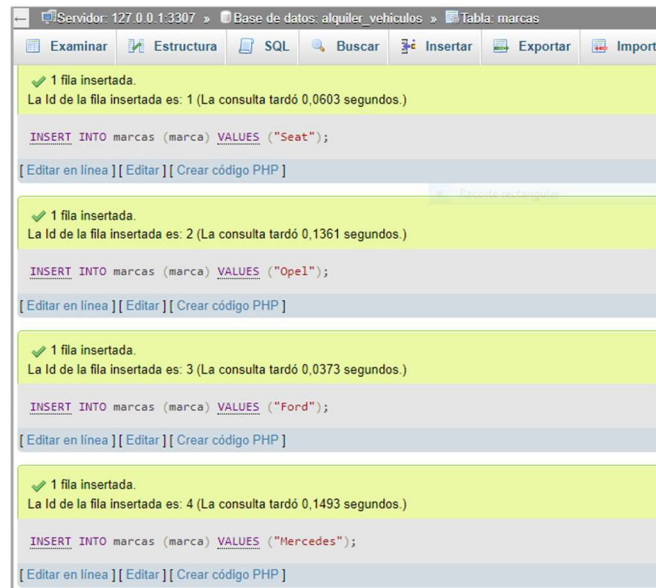 Servidor: 127.0.0.1:3307 » Base de datos: alquiler_vehiculos » Tabla: marcas
Examinar Estructura SQL Buscar Insertar Exportar Import
1 fila insertada.
La Id de la fila insertada es: 1 (La consulta tardó 0,0603 segundos.)
INSERT INTO marcas (marca) VALUES ("Seat");
[ Editar en línea ] [ Editar ] [ Crear código PHP ]
Recorte rectangular
1 fila insertada.
La Id de la fila insertada es: 2 (La consulta tardó 0,1361 segundos.)
INSERT INTO marcas (marca) VALUES ("Opel");
[ Editar en línea ] [ Editar ] [ Crear código PHP ]
1 fila insertada.
La Id de la fila insertada es: 3 (La consulta tardó 0,0373 segundos.)
INSERT INTO marcas (marca) VALUES ("Ford");
[ Editar en línea ] [ Editar ] [ Crear código PHP ]
1 fila insertada.
La Id de la fila insertada es: 4 (La consulta tardó 0,1493 segundos.)
INSERT INTO marcas (marca) VALUES ("Mercedes");
[ Editar en línea ] [ Editar ] [ Crear código PHP ]